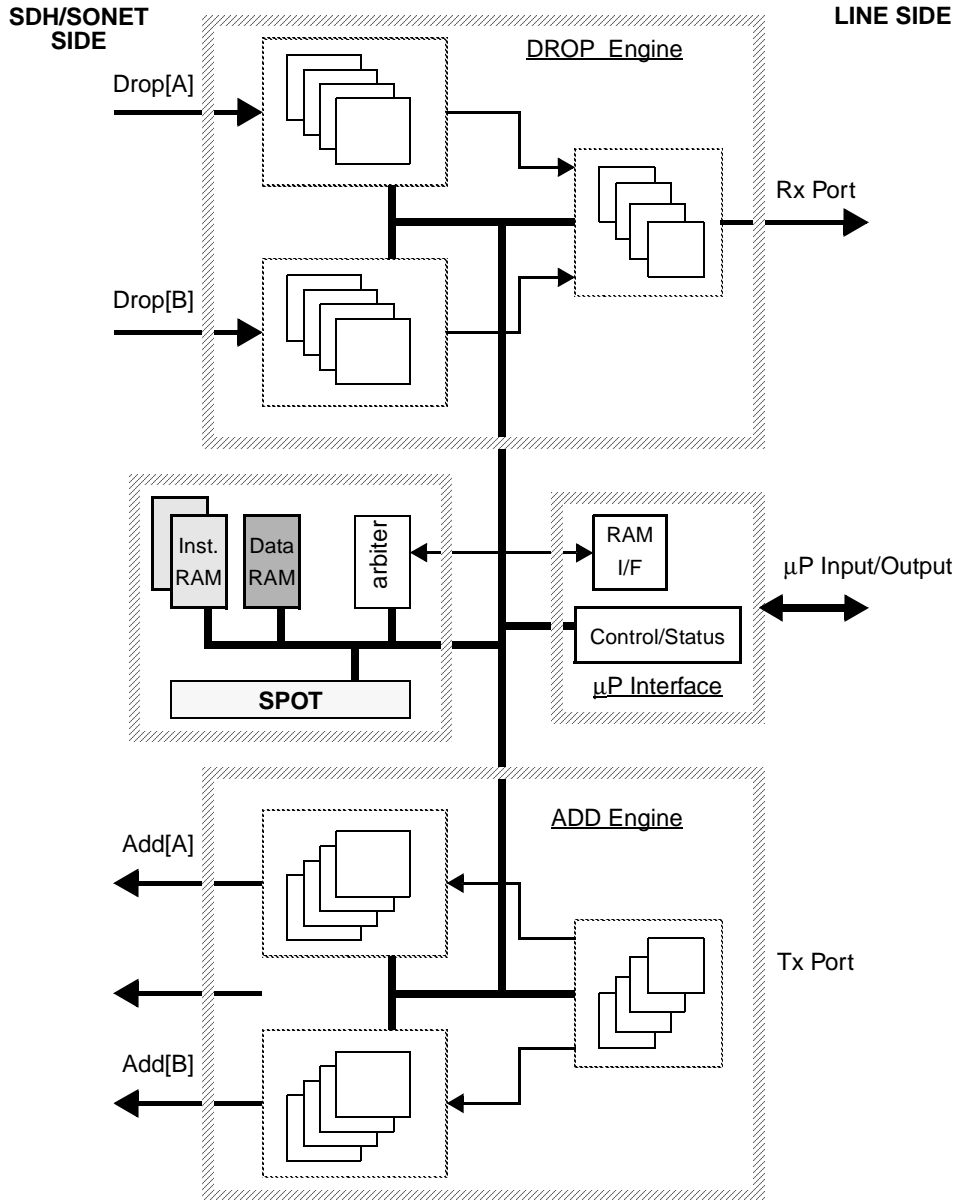 SDH/SONET
SIDE
LINE SIDE
DROP Engine
Drop[A]
Rx Port
Drop[B]
Inst.
RAM
Data
RAM
arbiter
RAM
I/F
μP Input/Output
Control/Status
μP Interface
SPOT
ADD Engine
Add[A]
Tx Port
Add[B]